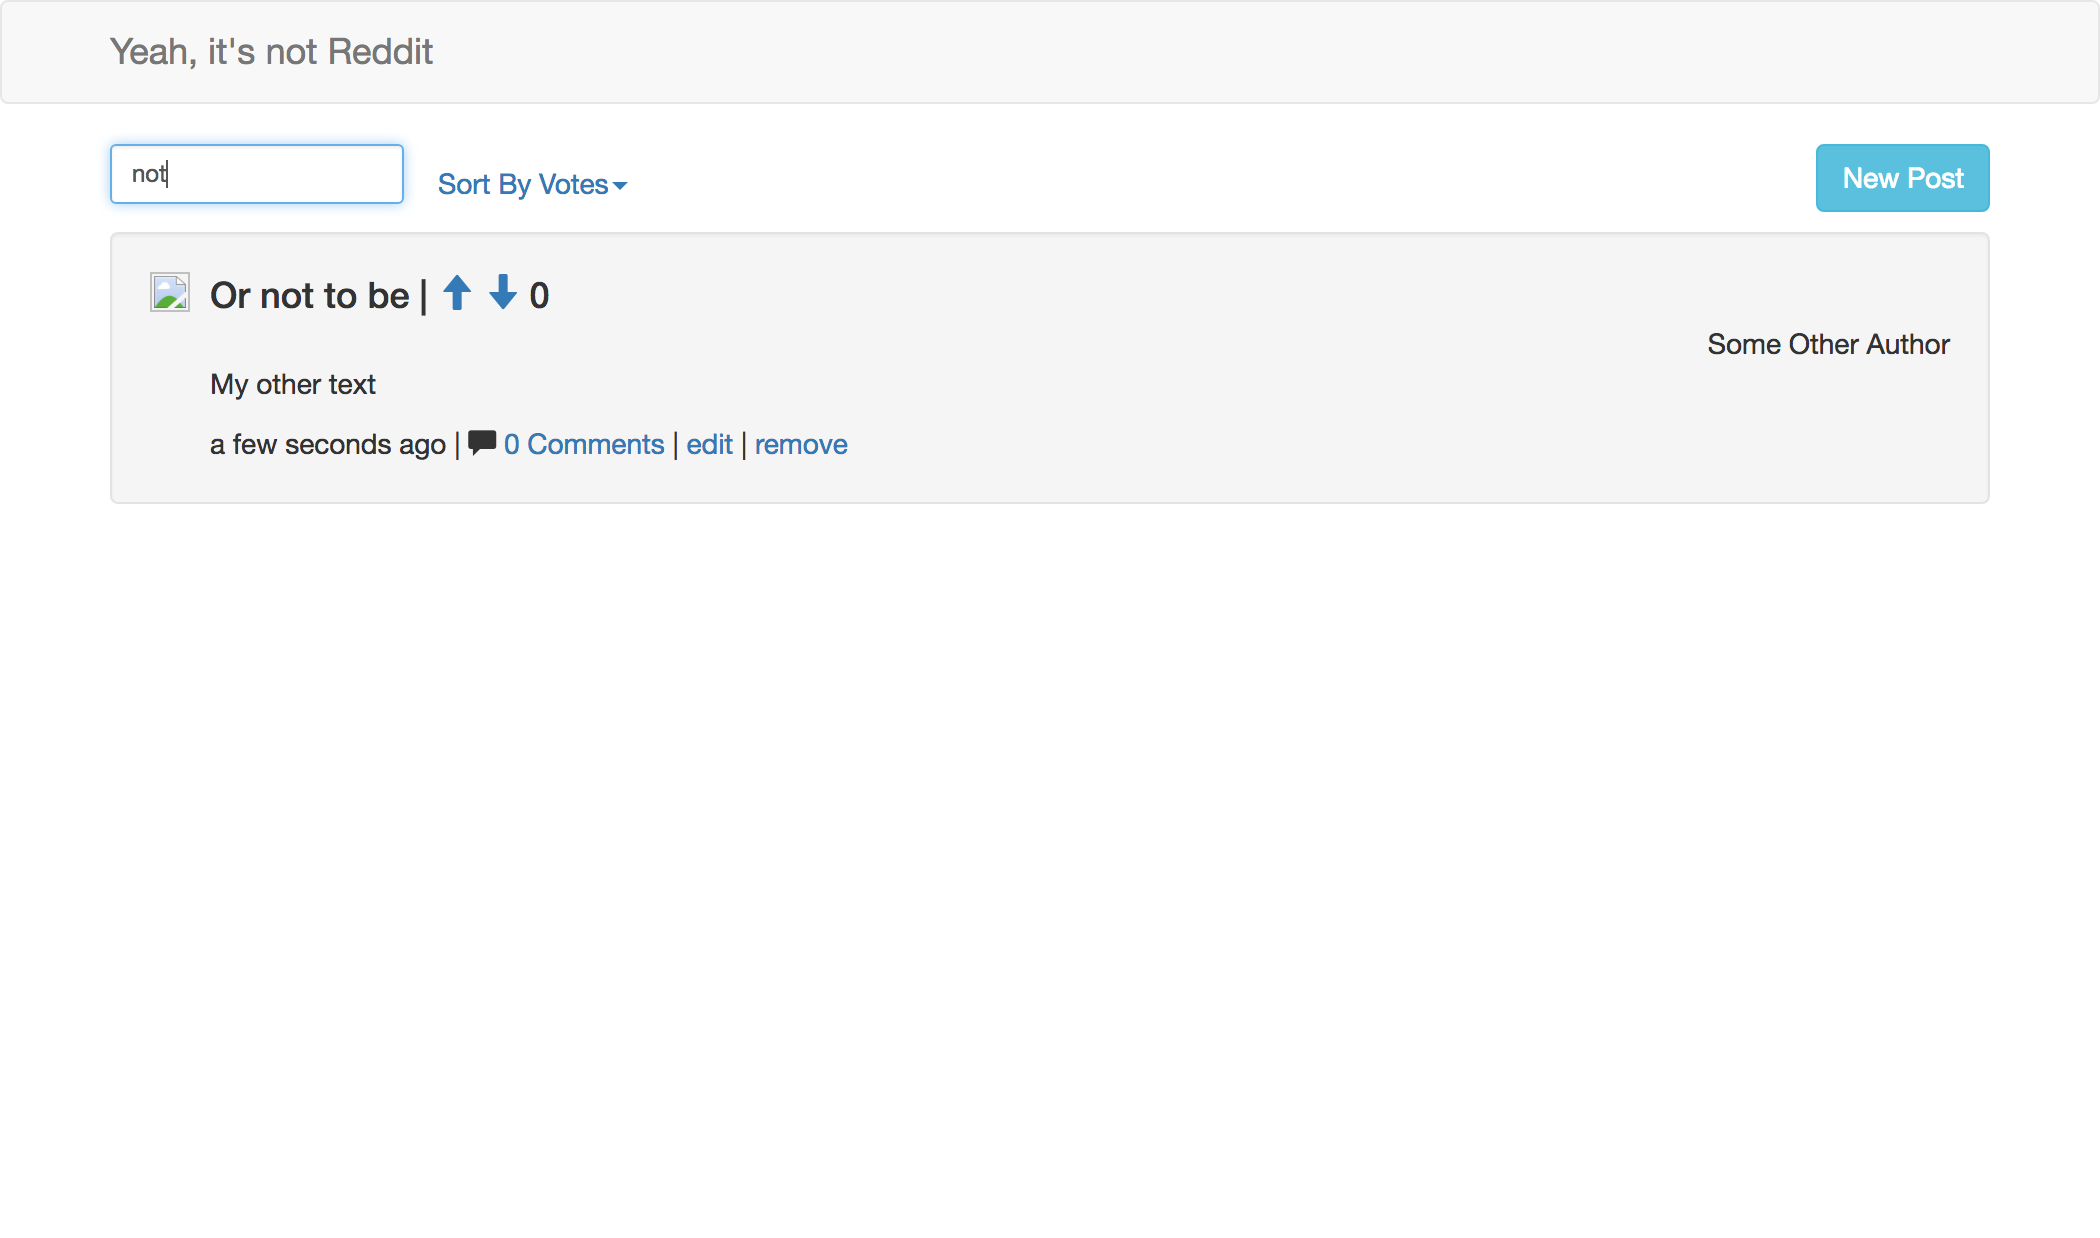 Yeah, it's not Reddit
not
Sort By Votes
New Post
Or not to be | 0
Some Other Author
My other text
a few seconds ago | 0 Comments | edit | remove